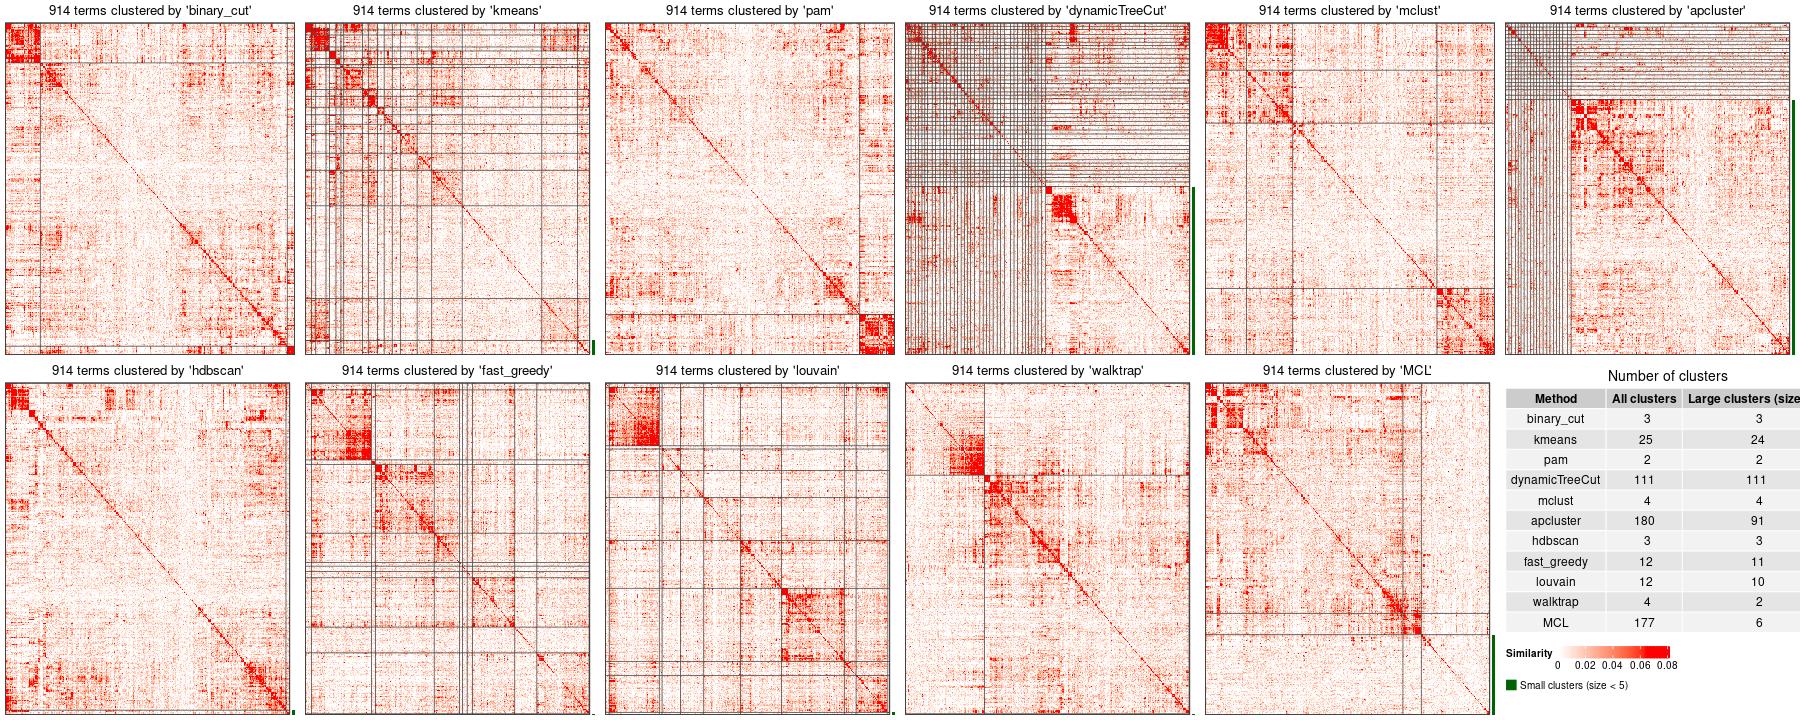 914 terms clustered by 'binary_cut'
914 terms clustered by 'kmeans'
914 terms clustered by 'pam'
914 terms clustered by 'dynamicTreeCut'
914 terms clustered by 'mclust'
914 terms clustered by 'apcluster'
914 terms clustered by 'hdbscan'
914 terms clustered by 'fast_greedy'
914 terms clustered by 'louvain'
914 terms clustered by 'walktrap'
914 terms clustered by 'MCL'
Number of clusters
Method All clusters Large clusters (size
binary_cut 3 3
kmeans 25 24
pam 2 2
dynamicTreeCut 111 111
mclust 4 4
apcluster 180 91
hdbscan 3 3
fast_greedy 12 11
louvain 12 10
walktrap 4 2
MCL 177 6
Similarity
0 0.02 0.04 0.06 0.08
Small clusters (size < 5)